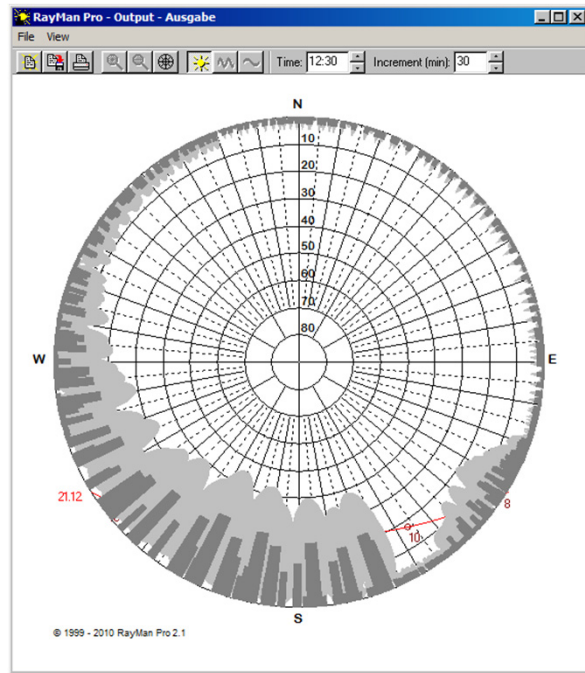 RayMan Pro - Output - Ausgabe
File View
Time: 12:30 Increment (min): 30
N
10
20
30
40
50
60
70
80
W
E
21.12
8
10
S
© 1999 - 2010 RayMan Pro 2.1